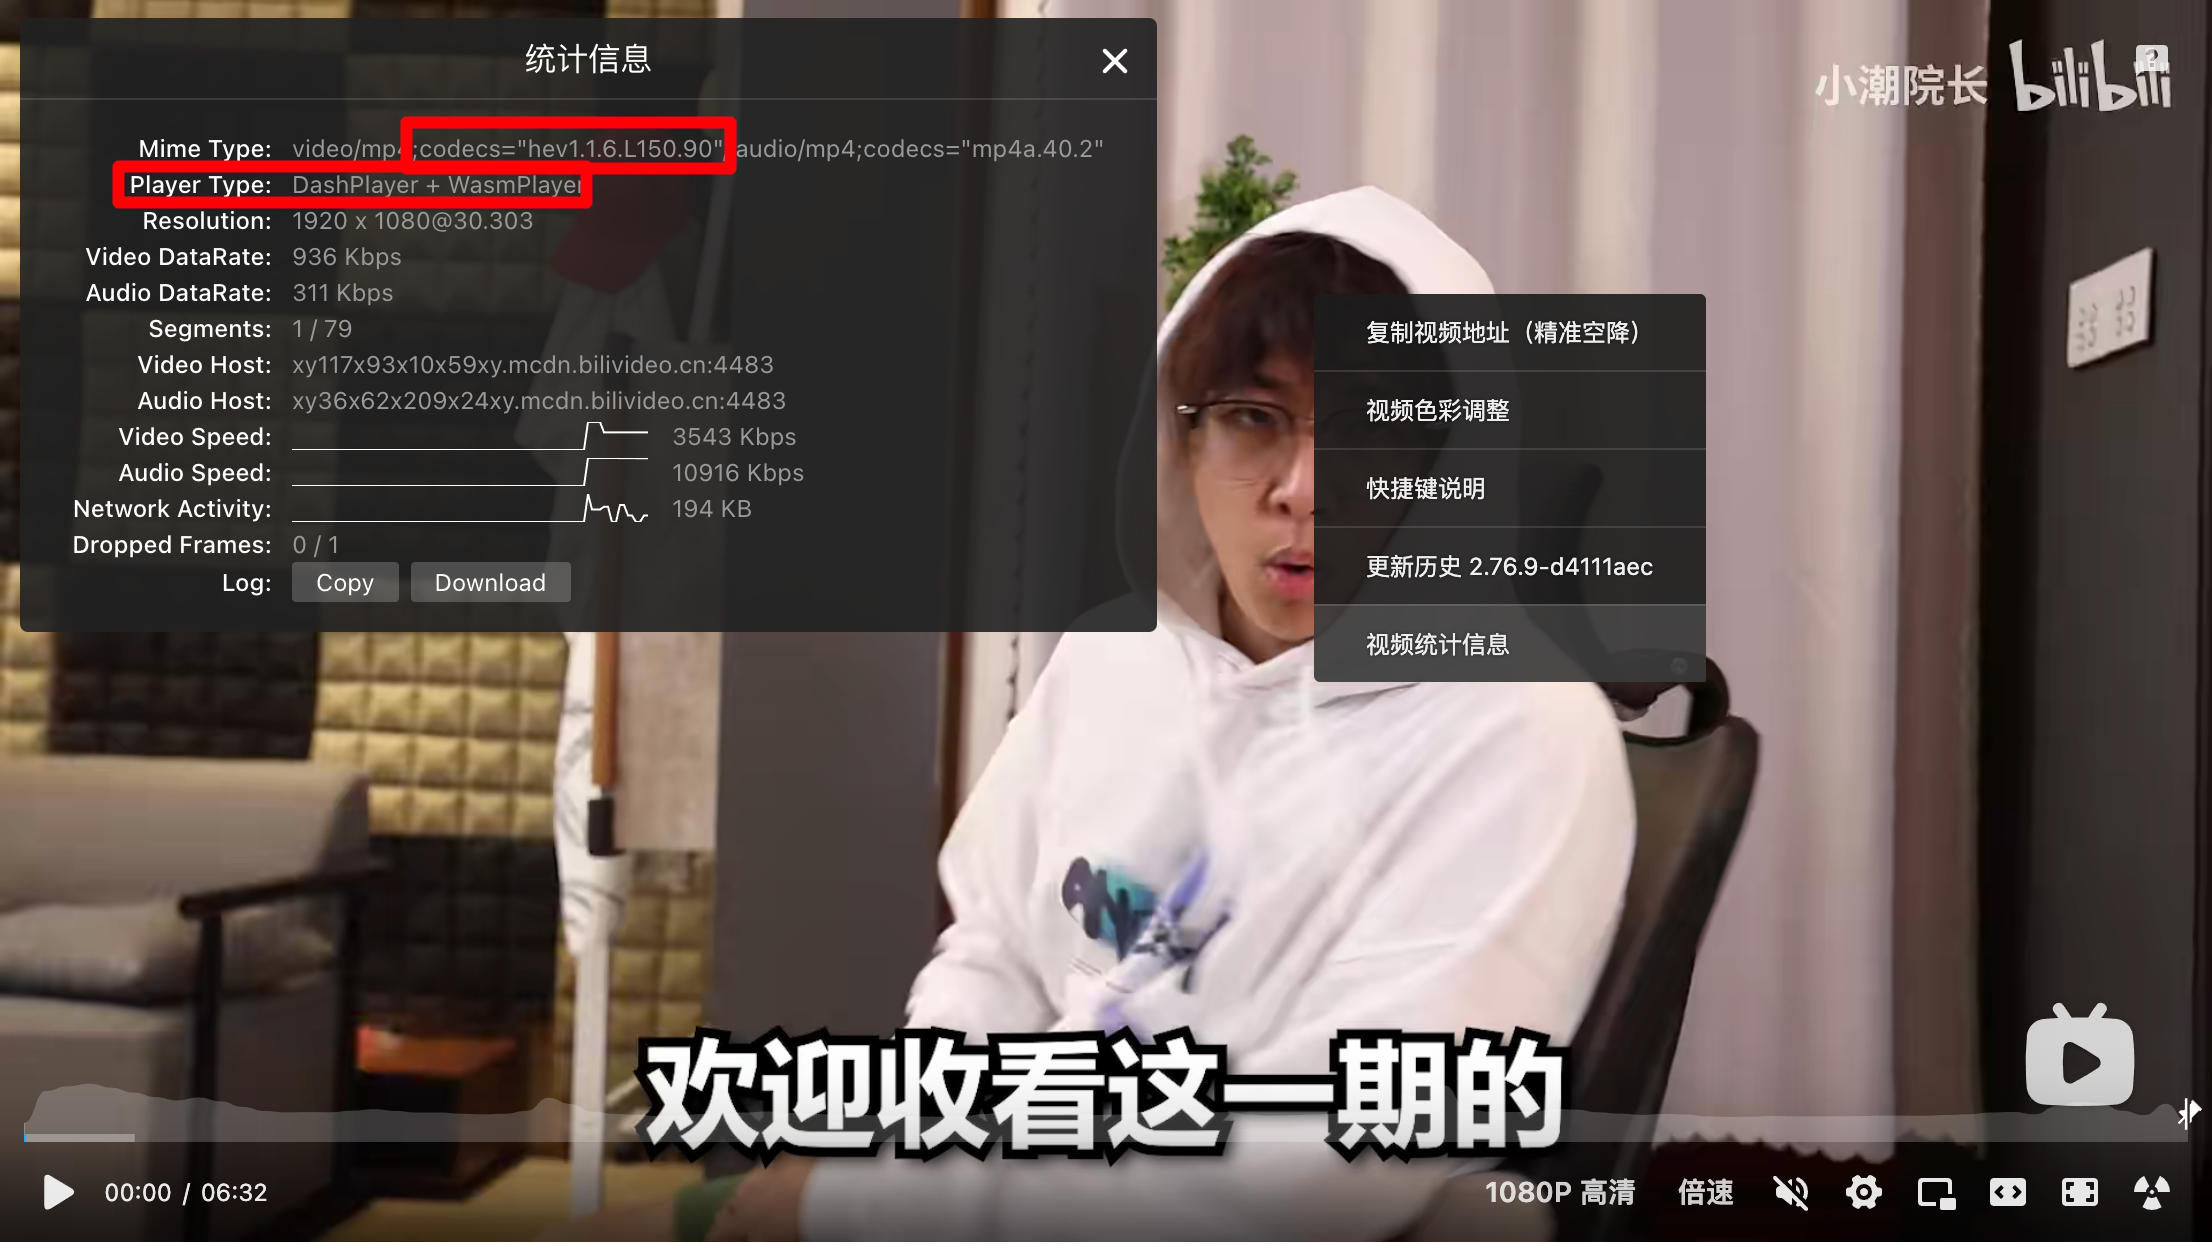 统计信息
小潮院长 bilibili
Mime Type: video/mp4;codecs="hev1.1.6.L150.90", audio/mp4;codecs="mp4a.40.2"
Player Type: DashPlayer + WasmPlayer
Resolution: 1920 x 1080@30.303
Video DataRate: 936 Kbps
Audio DataRate: 311 Kbps
Segments: 1 / 79
Video Host: xy117x93x10x59xy.mcdn.bilivideo.cn:4483
Audio Host: xy36x62x209x24xy.mcdn.bilivideo.cn:4483
Video Speed: 3543 Kbps
Audio Speed: 10916 Kbps
Network Activity: 194 KB
Dropped Frames: 0 / 1
Log: Copy Download
复制视频地址（精准空降）
视频色彩调整
快捷键说明
更新历史 2.76.9-d4111aec
视频统计信息
欢迎收看这一期的
00:00 / 06:32
1080P 高清 倍速